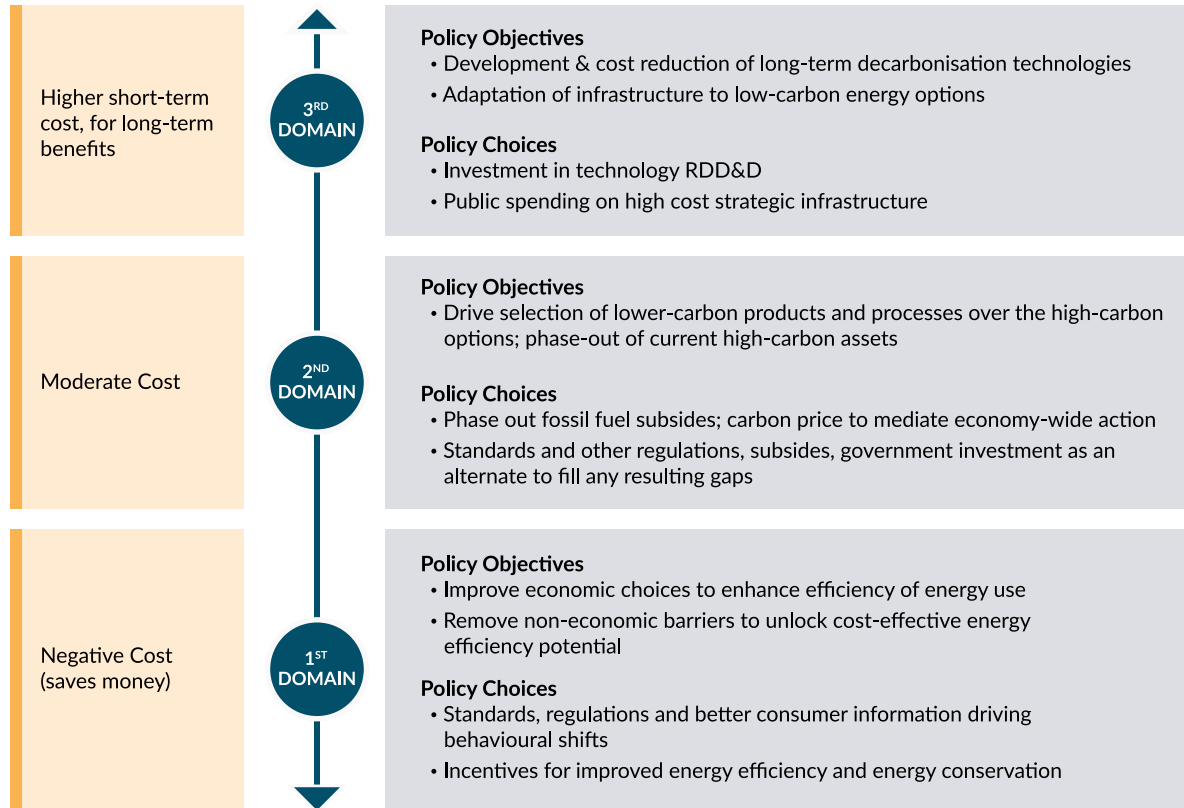 Higher short-term
cost, for long-term
benefits
3RD
DOMAIN
Policy Objectives
• Development & cost reduction of long-term decarbonisation technologies
• Adaptation of infrastructure to low-carbon energy options
Policy Choices
• Investment in technology RDD&D
• Public spending on high cost strategic infrastructure
Moderate Cost
2ND
DOMAIN
Policy Objectives
• Drive selection of lower-carbon products and processes over the high-carbon
options; phase-out of current high-carbon assets
Policy Choices
• Phase out fossil fuel subsides; carbon price to mediate economy-wide action
• Standards and other regulations, subsides, government investment as an
alternate to fill any resulting gaps
Negative Cost
(saves money)
1ST
DOMAIN
Policy Objectives
• Improve economic choices to enhance efficiency of energy use
• Remove non-economic barriers to unlock cost-effective energy
efficiency potential
Policy Choices
• Standards, regulations and better consumer information driving
behavioural shifts
• Incentives for improved energy efficiency and energy conservation